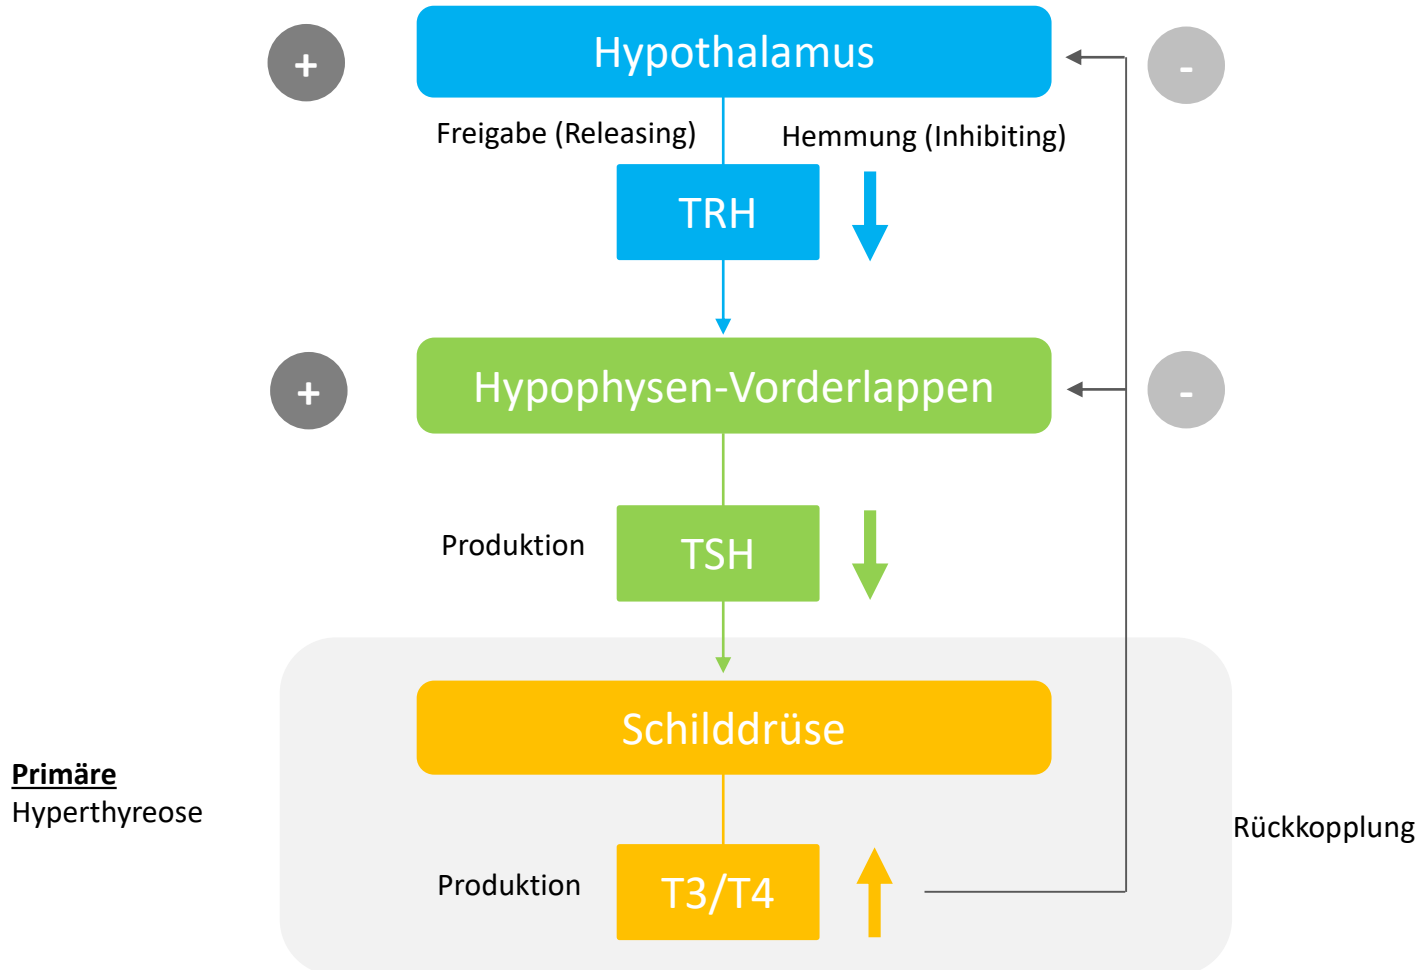 +
Hypothalamus
-
Freigabe (Releasing)
Hemmung (Inhibiting)
TRH
+
Hypophysen-Vorderlappen
-
Produktion
TSH
Schilddrüse
Primäre
Hyperthyreose
Rückkopplung
Produktion
T3/T4